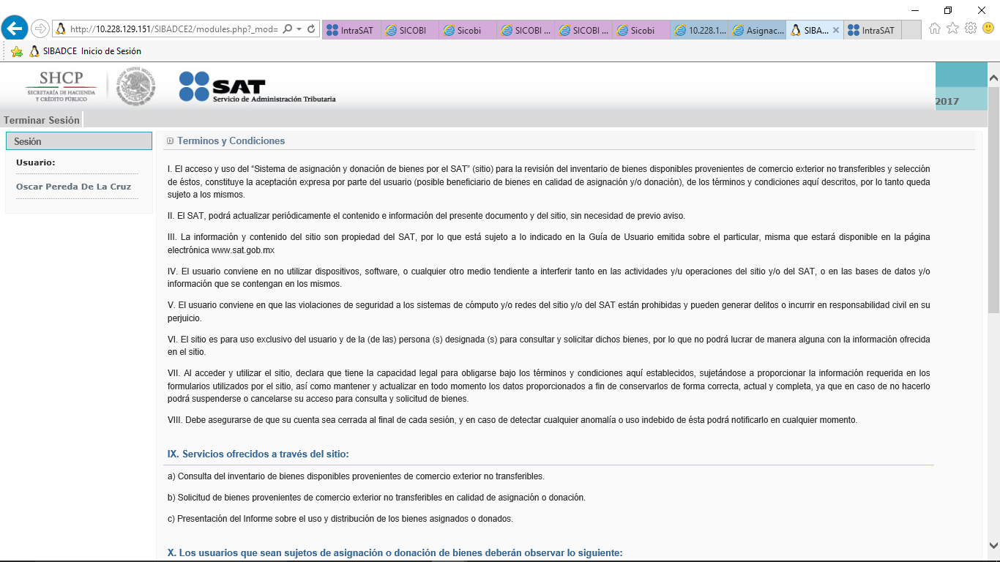 http://10.228.129.151/SIBADCE2/modules.php?_mod=
IntraSAT
SICOBI
Sicobi
SICOBI ...
SICOBI ...
Sicobi
10.228.1...
Asignac...
SIBA...
IntraSAT
SIBADCE Inicio de Sesión
SHCP
SECRETARÍA DE HACIENDA
Y CRÉDITO PÚBLICO
SAT
Servicio de Administración Tributaria
2017
Terminar Sesión
Sesión
Usuario:
Oscar Pereda De La Cruz
Terminos y Condiciones
I. El acceso y uso del “Sistema de asignación y donación de bienes por el SAT” (sitio) para la revisión del inventario de bienes disponibles provenientes de comercio exterior no transferibles y selección
de éstos, constituye la aceptación expresa por parte del usuario (posible beneficiario de bienes en calidad de asignación y/o donación), de los términos y condiciones aquí descritos, por lo tanto queda
sujeto a los mismos.
II. El SAT, podrá actualizar periódicamente el contenido e información del presente documento y del sitio, sin necesidad de previo aviso.
III. La información y contenido del sitio son propiedad del SAT, por lo que está sujeto a lo indicado en la Guía de Usuario emitida sobre el particular, misma que estará disponible en la página
electrónica www.sat.gob.mx
IV. El usuario conviene en no utilizar dispositivos, software, o cualquier otro medio tendiente a interferir tanto en las actividades y/u operaciones del sitio y/o del SAT, o en las bases de datos y/o
información que se contengan en los mismos.
V. El usuario conviene en que las violaciones de seguridad a los sistemas de cómputo y/o redes del sitio y/o del SAT están prohibidas y pueden generar delitos o incurrir en responsabilidad civil en su
perjuicio.
VI. El sitio es para uso exclusivo del usuario y de la (de las) persona (s) designada (s) para consultar y solicitar dichos bienes, por lo que no podrá lucrar de manera alguna con la información ofrecida
en el sitio.
VII. Al acceder y utilizar el sitio, declara que tiene la capacidad legal para obligarse bajo los términos y condiciones aquí establecidos, sujetándose a proporcionar la información requerida en los
formularios utilizados por el sitio, así como mantener y actualizar en todo momento los datos proporcionados a fin de conservarlos de forma correcta, actual y completa, ya que en caso de no hacerlo
podrá suspenderse o cancelarse su acceso para consulta y solicitud de bienes.
VIII. Debe asegurarse de que su cuenta sea cerrada al final de cada sesión, y en caso de detectar cualquier anomalía o uso indebido de ésta podrá notificarlo en cualquier momento.
IX. Servicios ofrecidos a través del sitio:
a) Consulta del inventario de bienes disponibles provenientes de comercio exterior no transferibles.
b) Solicitud de bienes provenientes de comercio exterior no transferibles en calidad de asignación o donación.
c) Presentación del Informe sobre el uso y distribución de los bienes asignados o donados.
X. Los usuarios que sean sujetos de asignación o donación de bienes deberán observar lo siguiente: